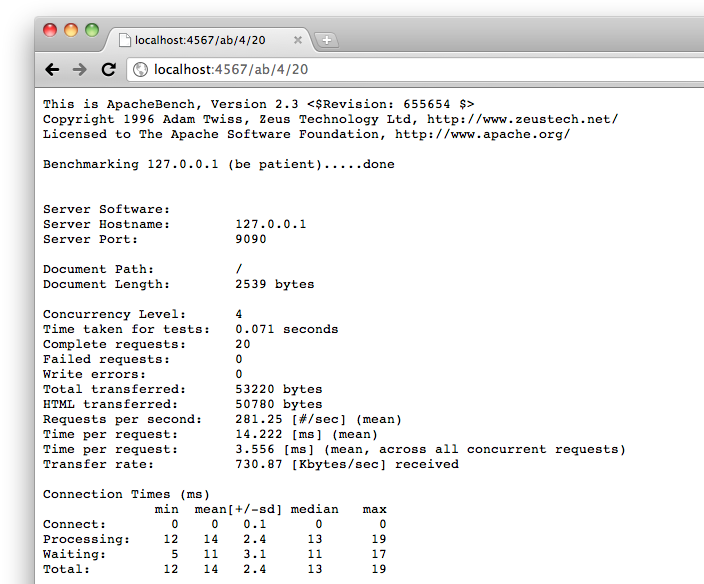 localhost:4567/ab/4/20
localhost:4567/ab/4/20
This is ApacheBench, Version 2.3 <$Revision: 655654 $>
Copyright 1996 Adam Twiss, Zeus Technology Ltd, http://www.zeustech.net/
Licensed to The Apache Software Foundation, http://www.apache.org/

Benchmarking 127.0.0.1 (be patient).....done

Server Software:
Server Hostname:        127.0.0.1
Server Port:            9090

Document Path:          /
Document Length:        2539 bytes

Concurrency Level:      4
Time taken for tests:   0.071 seconds
Complete requests:      20
Failed requests:        0
Write errors:           0
Total transferred:      53220 bytes
HTML transferred:       50780 bytes
Requests per second:    281.25 [#/sec] (mean)
Time per request:       14.222 [ms] (mean)
Time per request:       3.556 [ms] (mean, across all concurrent requests)
Transfer rate:          730.87 [Kbytes/sec] received

Connection Times (ms)
              min  mean[+/-sd] median   max
Connect:        0    0   0.1      0       0
Processing:    12   14   2.4     13      19
Waiting:        5   11   3.1     11      17
Total:         12   14   2.4     13      19